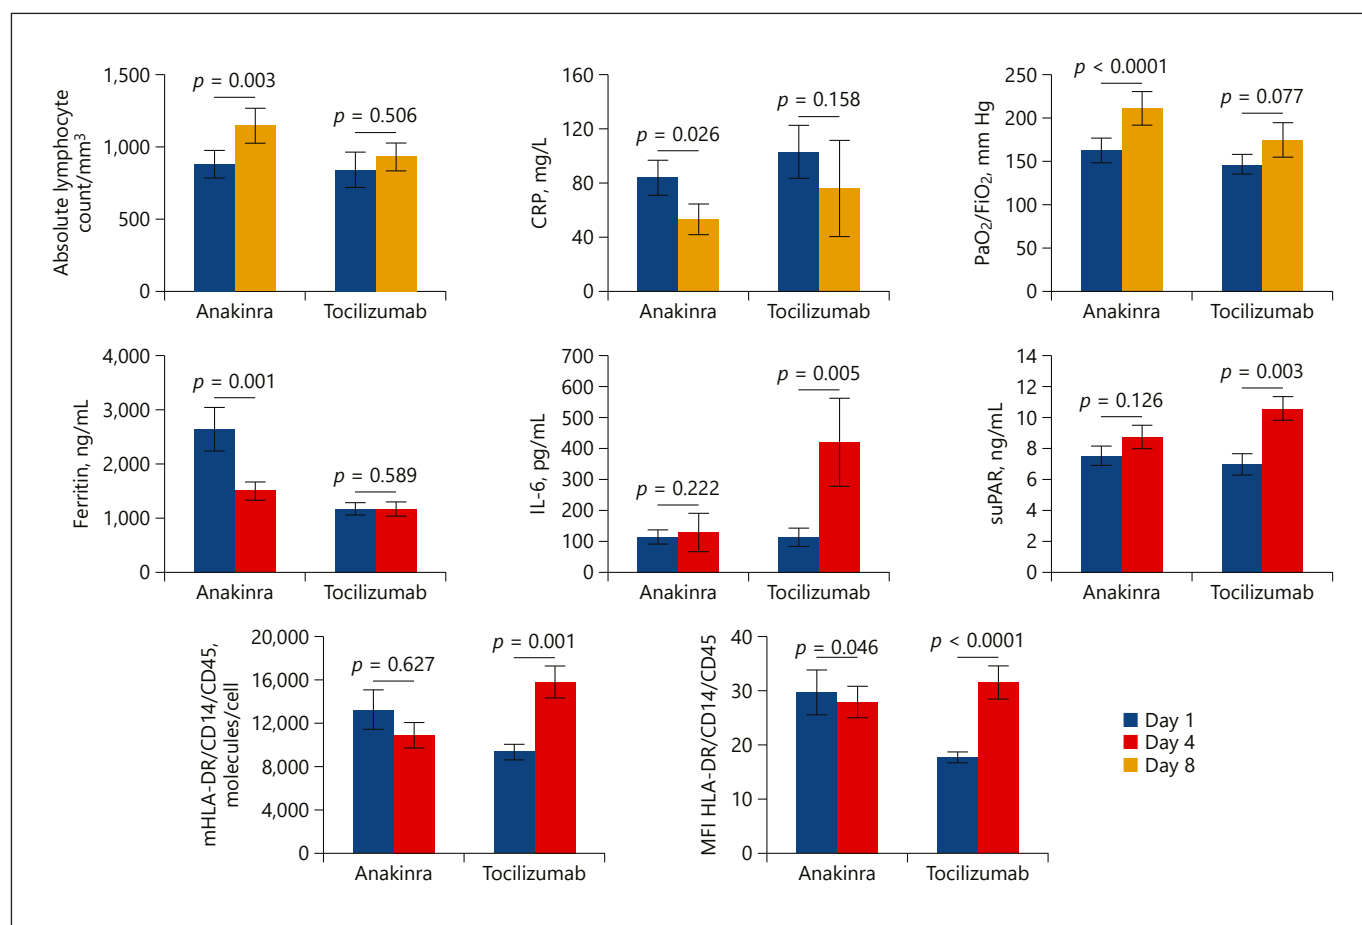 Absolute lymphocyte
count/mm³
1,500
1,000
500
0
p = 0.003
p = 0.506
Anakinra
Tocilizumab
CRP, mg/L
160
120
80
40
0
p = 0.026
p = 0.158
Anakinra
Tocilizumab
PaO₂/FiO₂, mm Hg
250
200
150
100
50
0
p < 0.0001
p = 0.077
Anakinra
Tocilizumab
Ferritin, ng/mL
4,000
3,000
2,000
1,000
0
p = 0.001
p = 0.589
Anakinra
Tocilizumab
IL-6, pg/mL
700
600
500
400
300
200
100
0
p = 0.222
p = 0.005
Anakinra
Tocilizumab
suPAR, ng/mL
14
12
10
8
6
4
2
0
p = 0.126
p = 0.003
Anakinra
Tocilizumab
mHLA-DR/CD14/CD45,
molecules/cell
20,000
16,000
12,000
8,000
4,000
0
p = 0.627
p = 0.001
Anakinra
Tocilizumab
MFI HLA-DR/CD14/CD45
40
30
20
10
0
p = 0.046
p < 0.0001
Anakinra
Tocilizumab
Day 1
Day 4
Day 8